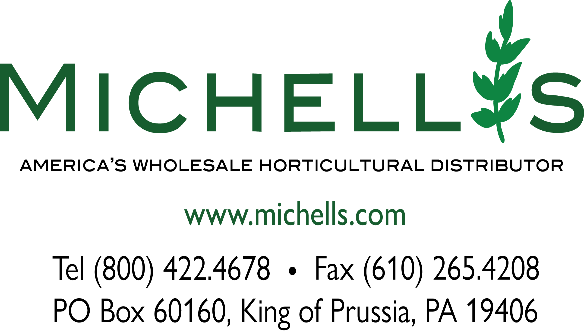 MICHELL'S
AMERICA'S WHOLESALE HORTICULTURAL DISTRIBUTOR
www.michells.com
Tel (800) 422.4678 • Fax (610) 265.4208
PO Box 60160, King of Prussia, PA 19406